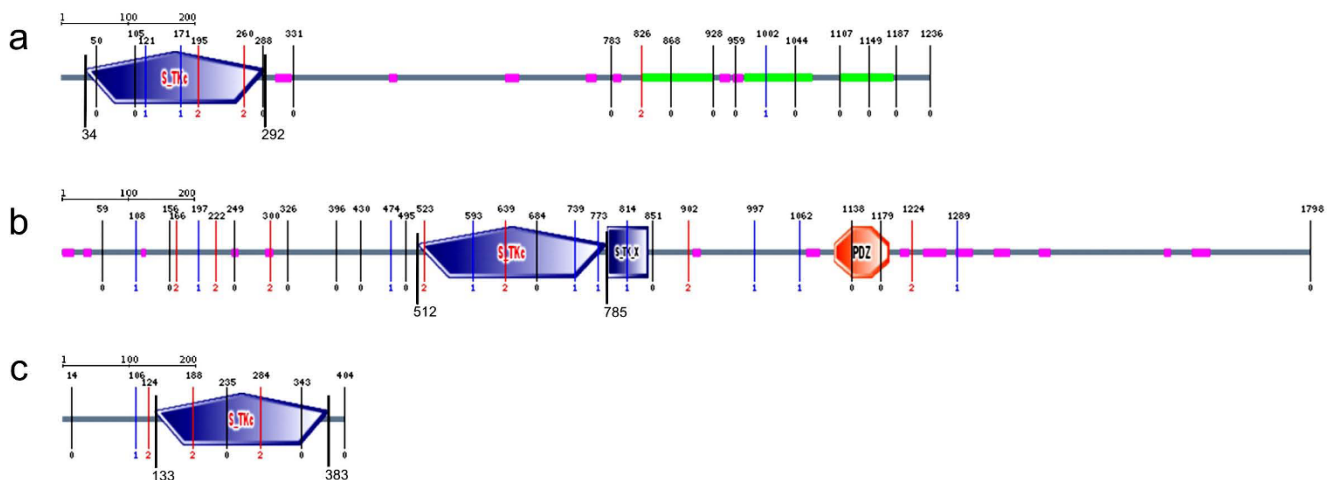 1 100 200
a
50 105 121 171 195 260 288 331 783 826 868 928 959 1002 1044 1107 1149 1187 1236
S_TKc
0 0 1 1 2 2 0 0 0 2 0 0 0 1 0 0 0 0 0
34 292
1 100 200
b
59 108 156 166 197 222 249 300 326 396 430 474 495 523 593 639 684 739 773 814 851 902 997 1062 1138 1179 1224 1289 1798
S_TKc S_TK_X PDZ
0 1 0 2 1 2 0 2 0 0 0 1 0 2 1 2 0 1 1 1 0 2 1 1 0 0 2 1 0
512 785
c
1 100 200
14 106 124 188 235 284 343 404
S_TKc
0 1 2 2 0 2 0 0
133 383